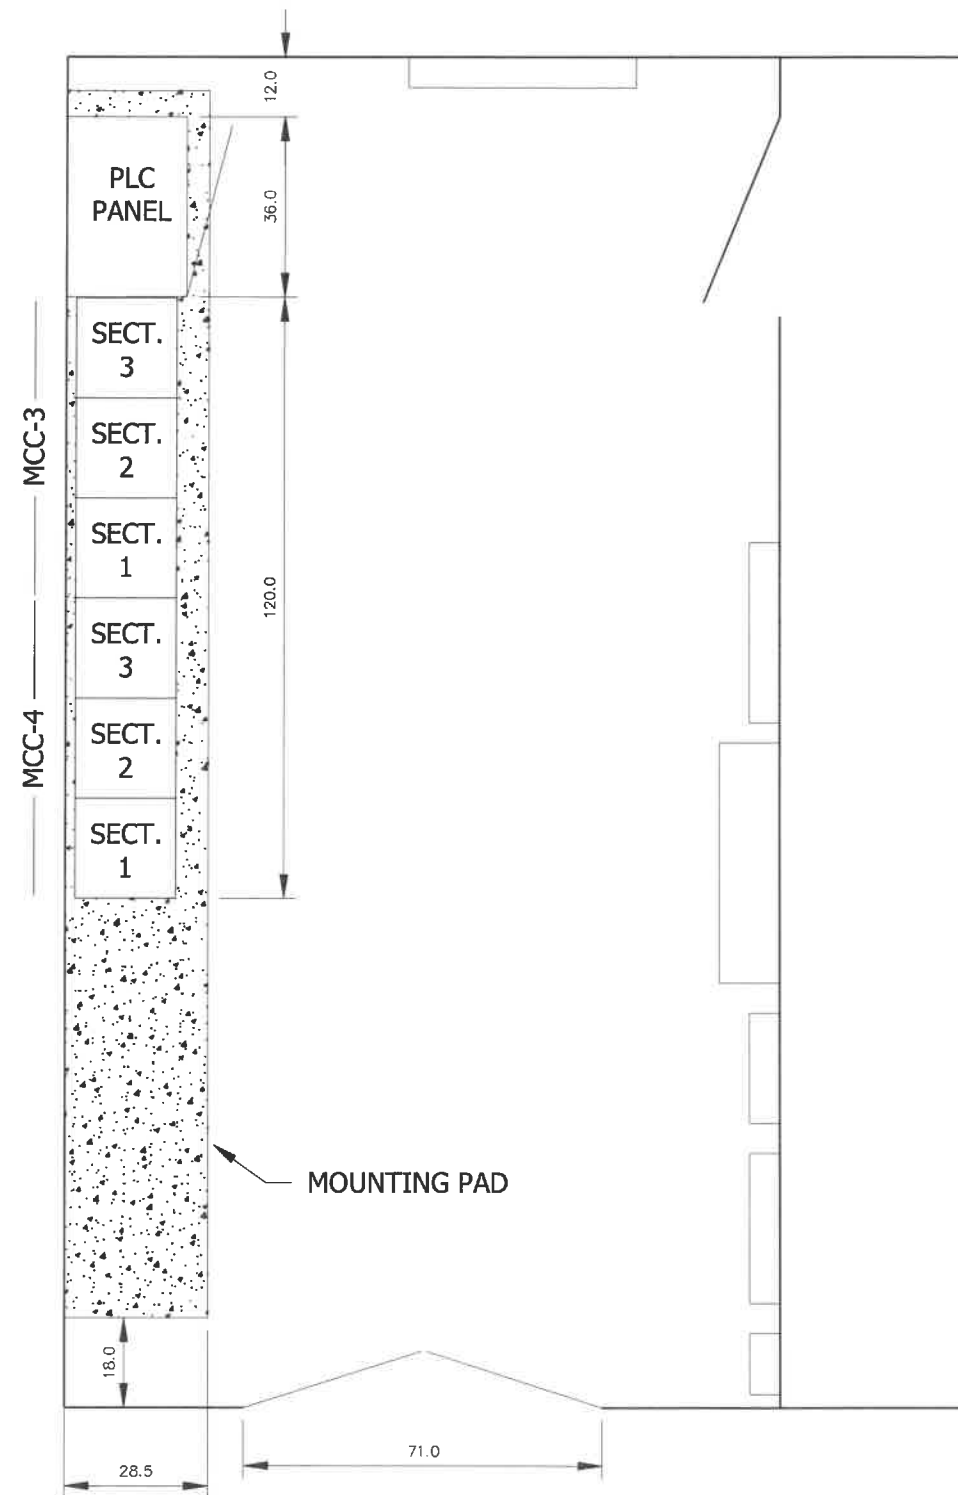 12.0
PLC
PANEL
36.0
SECT.
3
SECT.
2
MCC-3
SECT.
1
120.0
SECT.
3
SECT.
2
MCC-4
SECT.
1
MOUNTING PAD
18.0
71.0
28.5